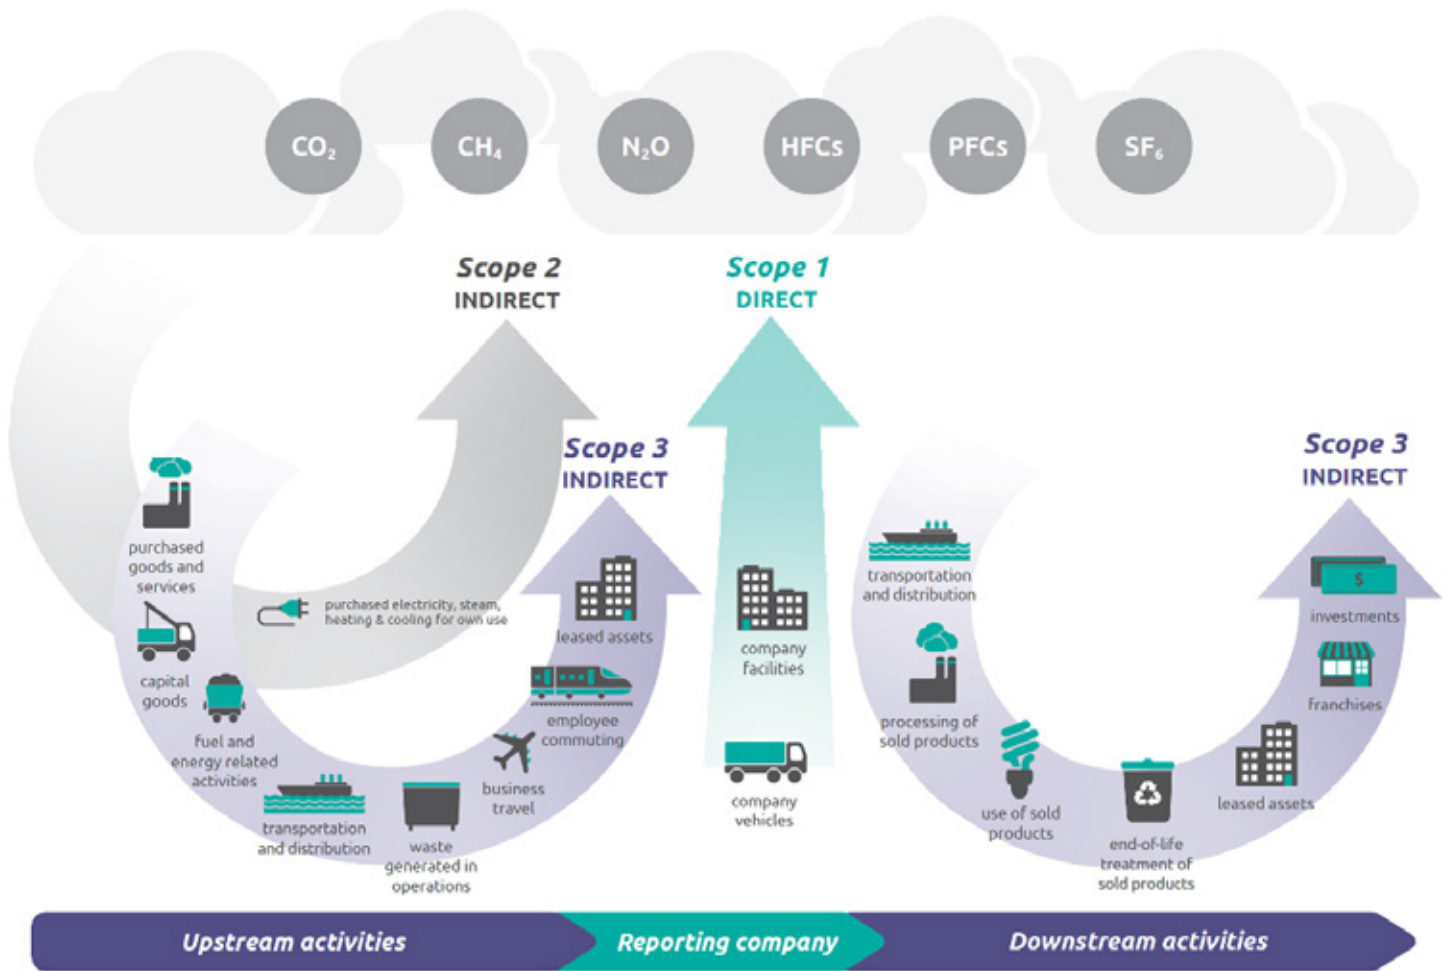 CO₂
CH₄
N₂O
HFCs
PFCs
SF₆
Scope 2
INDIRECT
Scope 1
DIRECT
Scope 3
INDIRECT
Scope 3
INDIRECT
purchased
goods and
services
capital
goods
fuel and
energy related
activities
transportation
and distribution
waste
generated in
operations
business
travel
employee
commuting
leased assets
purchased electricity, steam,
heating & cooling for own use
company
facilities
company
vehicles
transportation
and distribution
processing of
sold products
use of sold
products
end-of-life
treatment of
sold products
leased assets
franchises
$
investments
Upstream activities
Reporting company
Downstream activities